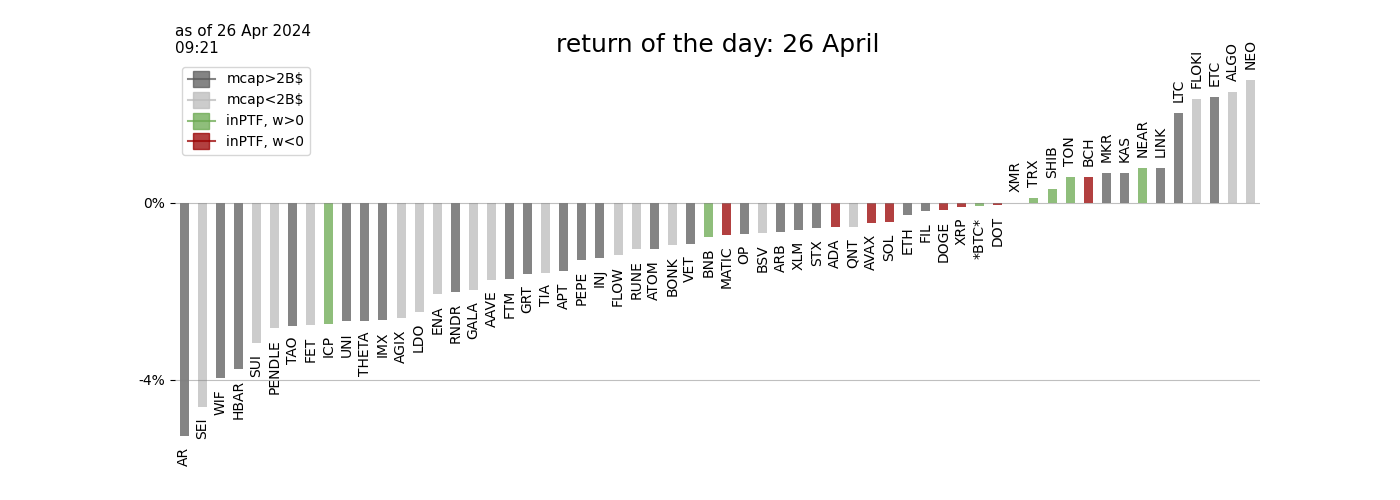 as of 26 Apr 2024
09:21
return of the day: 26 April
mcap>2B$
mcap<2B$
inPTF, w>0
inPTF, w<0
0%
-4%
AR
SEI
WIF
HBAR
SUI
PENDLE
TAO
FET
ICP
UNI
THETA
IMX
AGIX
LDO
ENA
RNDR
GALA
AAVE
FTM
GRT
TIA
APT
PEPE
INJ
FLOW
RUNE
ATOM
BONK
VET
BNB
MATIC
OP
BSV
ARB
XLM
STX
ADA
QNT
AVAX
SOL
ETH
FIL
DOGE
XRP
*BTC*
DOT
XMR
TRX
SHIB
TON
BCH
MKR
KAS
NEAR
LINK
LTC
FLOKI
ETC
ALGO
NEO